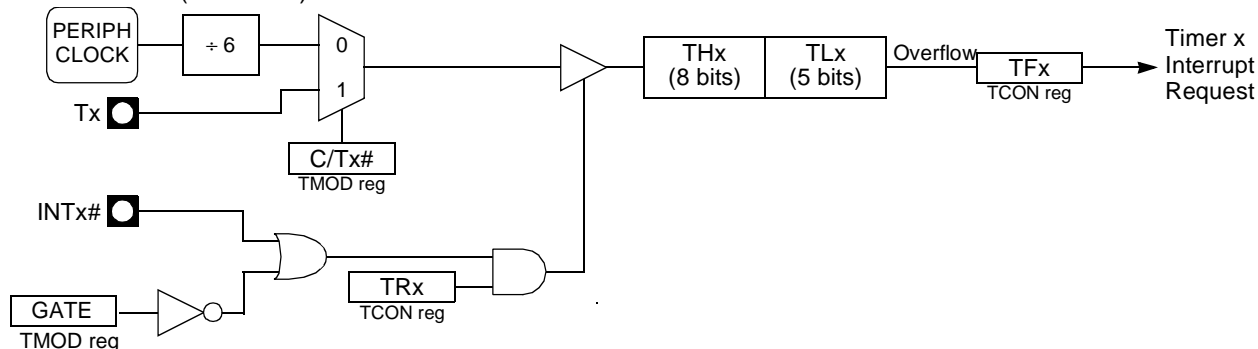 PERIPH
CLOCK
÷ 6
0
1
Tx
C/Tx#
TMOD reg
THx
(8 bits)
TLx
(5 bits)
Overflow
TFx
TCON reg
Timer x
Interrupt
Request
INTx#
TRx
TCON reg
GATE
TMOD reg